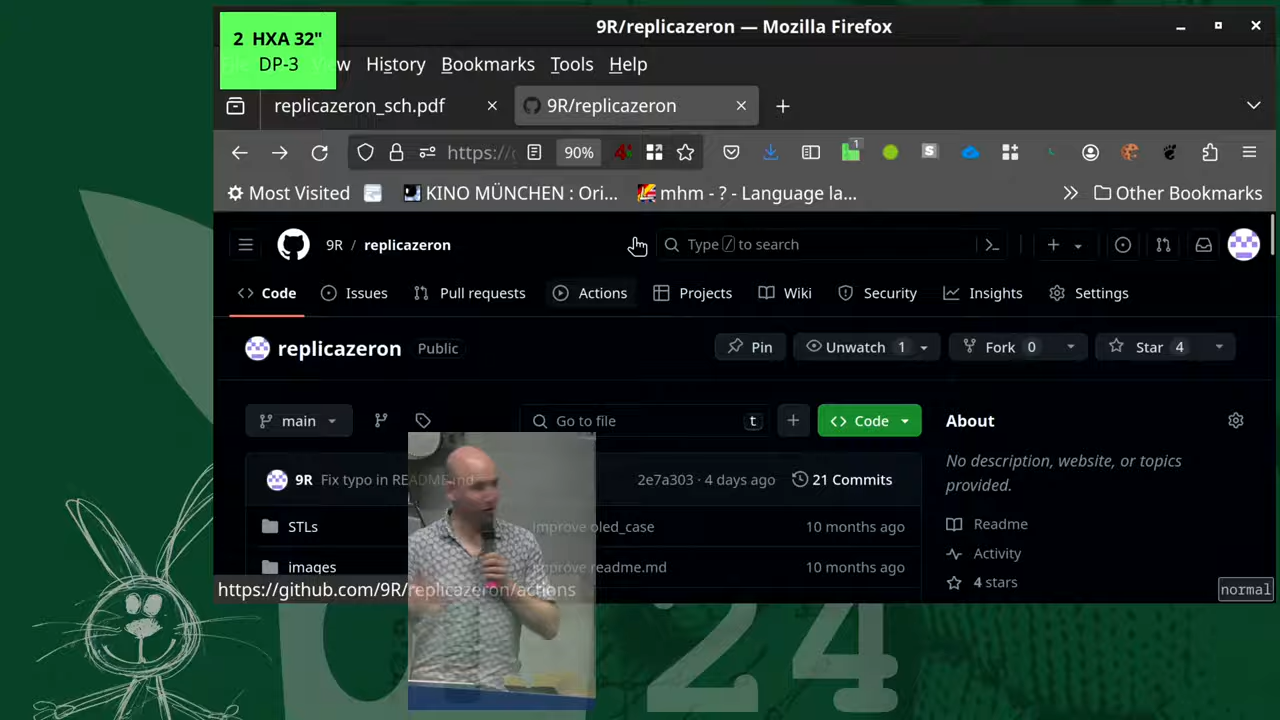 9R/replicazeron — Mozilla Firefox
2 HXA 32"
DP-3
History Bookmarks Tools Help
replicazeron_sch.pdf
9R/replicazeron
https://
90%
1
S
Most Visited
KINO MÜNCHEN : Ori...
mhm - ? - Language la...
Other Bookmarks
9R / replicazeron
Type / to search
Code
Issues
Pull requests
Actions
Projects
Wiki
Security
Insights
Settings
replicazeron
Public
Pin
Unwatch 1
Fork 0
Star 4
main
Go to file
t
Code
About
9R Fix typo in README.md
2e7a303 · 4 days ago
21 Commits
No description, website, or topics
provided.
STLs
improve oled_case
10 months ago
Readme
images
improve readme.md
10 months ago
Activity
4 stars
https://github.com/9R/replicazeron/actions
normal
24